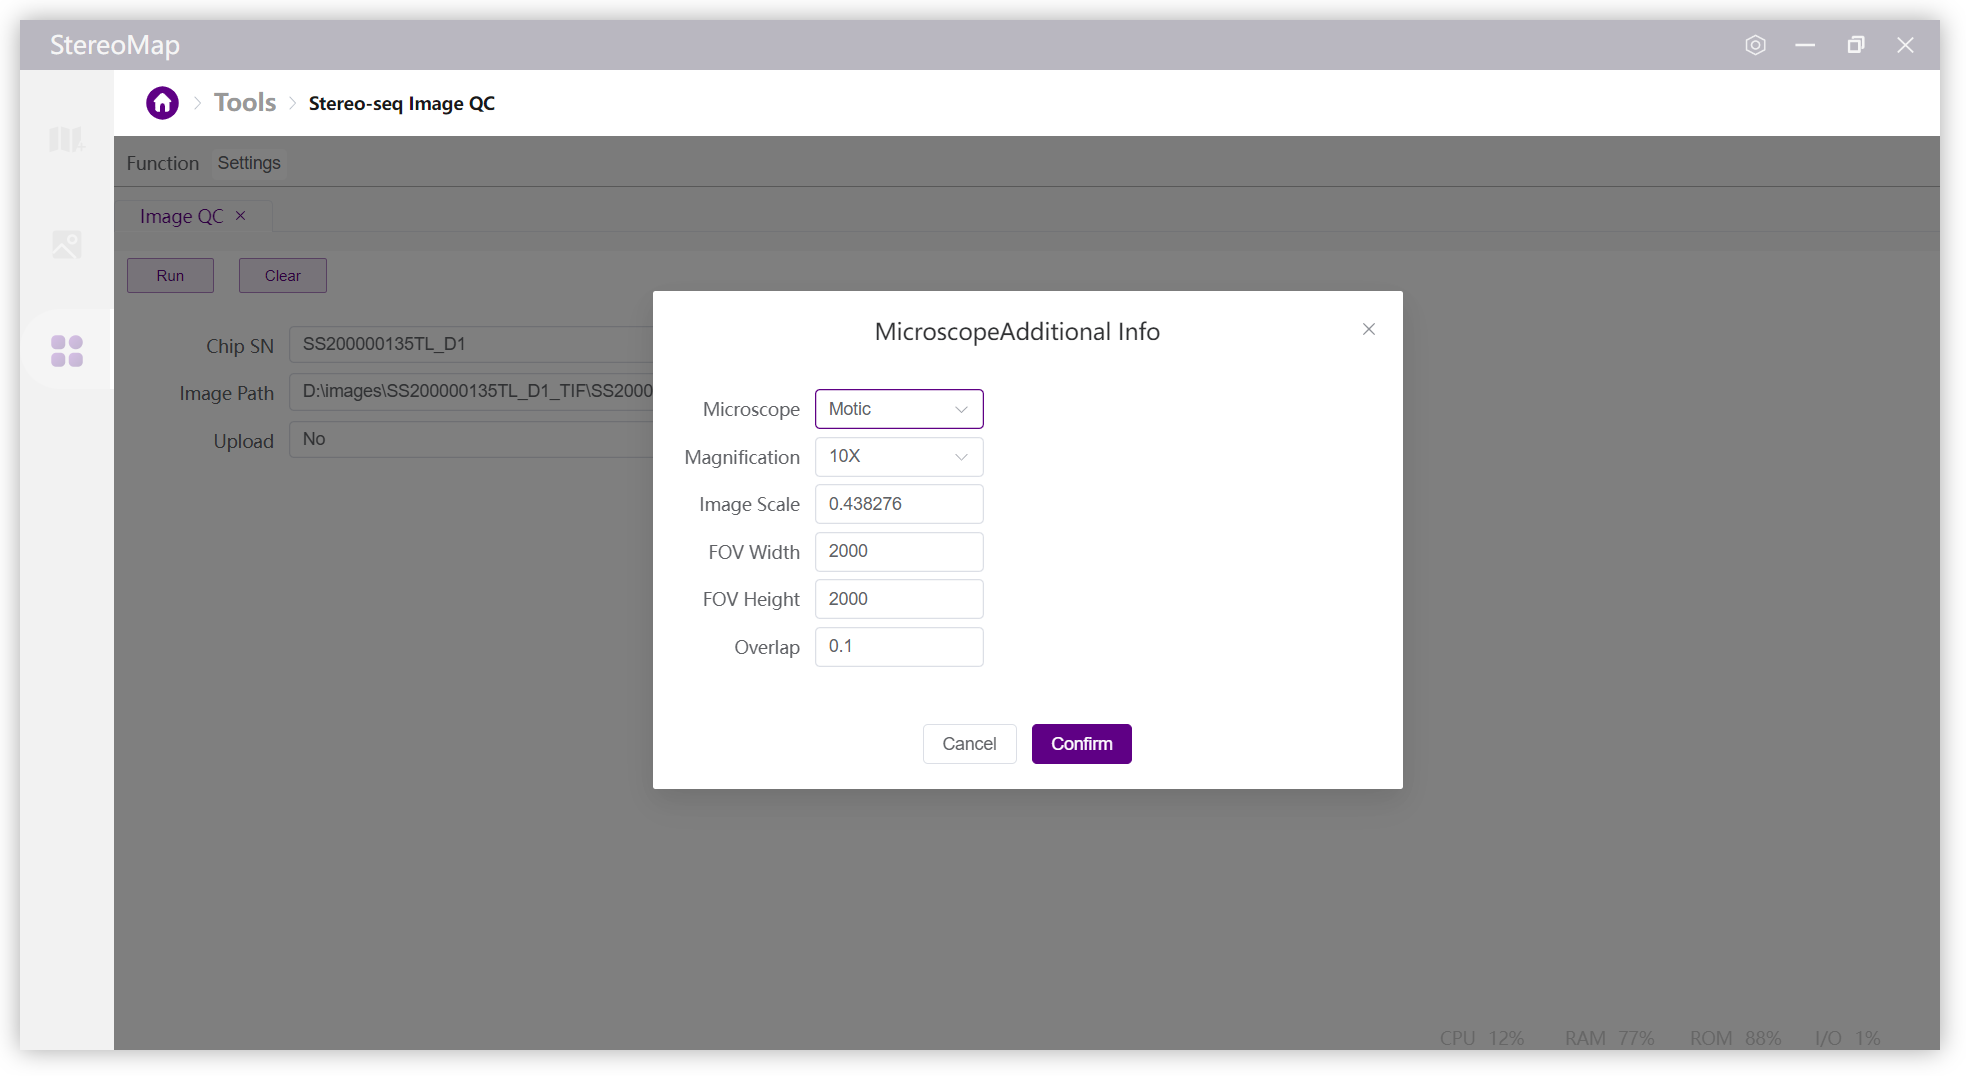 StereoMap
Tools Stereo-seq Image QC
Function Settings
Image QC
Run Clear
Chip SN SS200000135TL_D1
Image Path D:\images\SS200000135TL_D1_TIF\SS2000
Upload No
MicroscopeAdditional Info
Microscope Motic
Magnification 10X
Image Scale 0.438276
FOV Width 2000
FOV Height 2000
Overlap 0.1
Cancel Confirm
CPU 12% RAM 77% ROM 88% I/O 1%